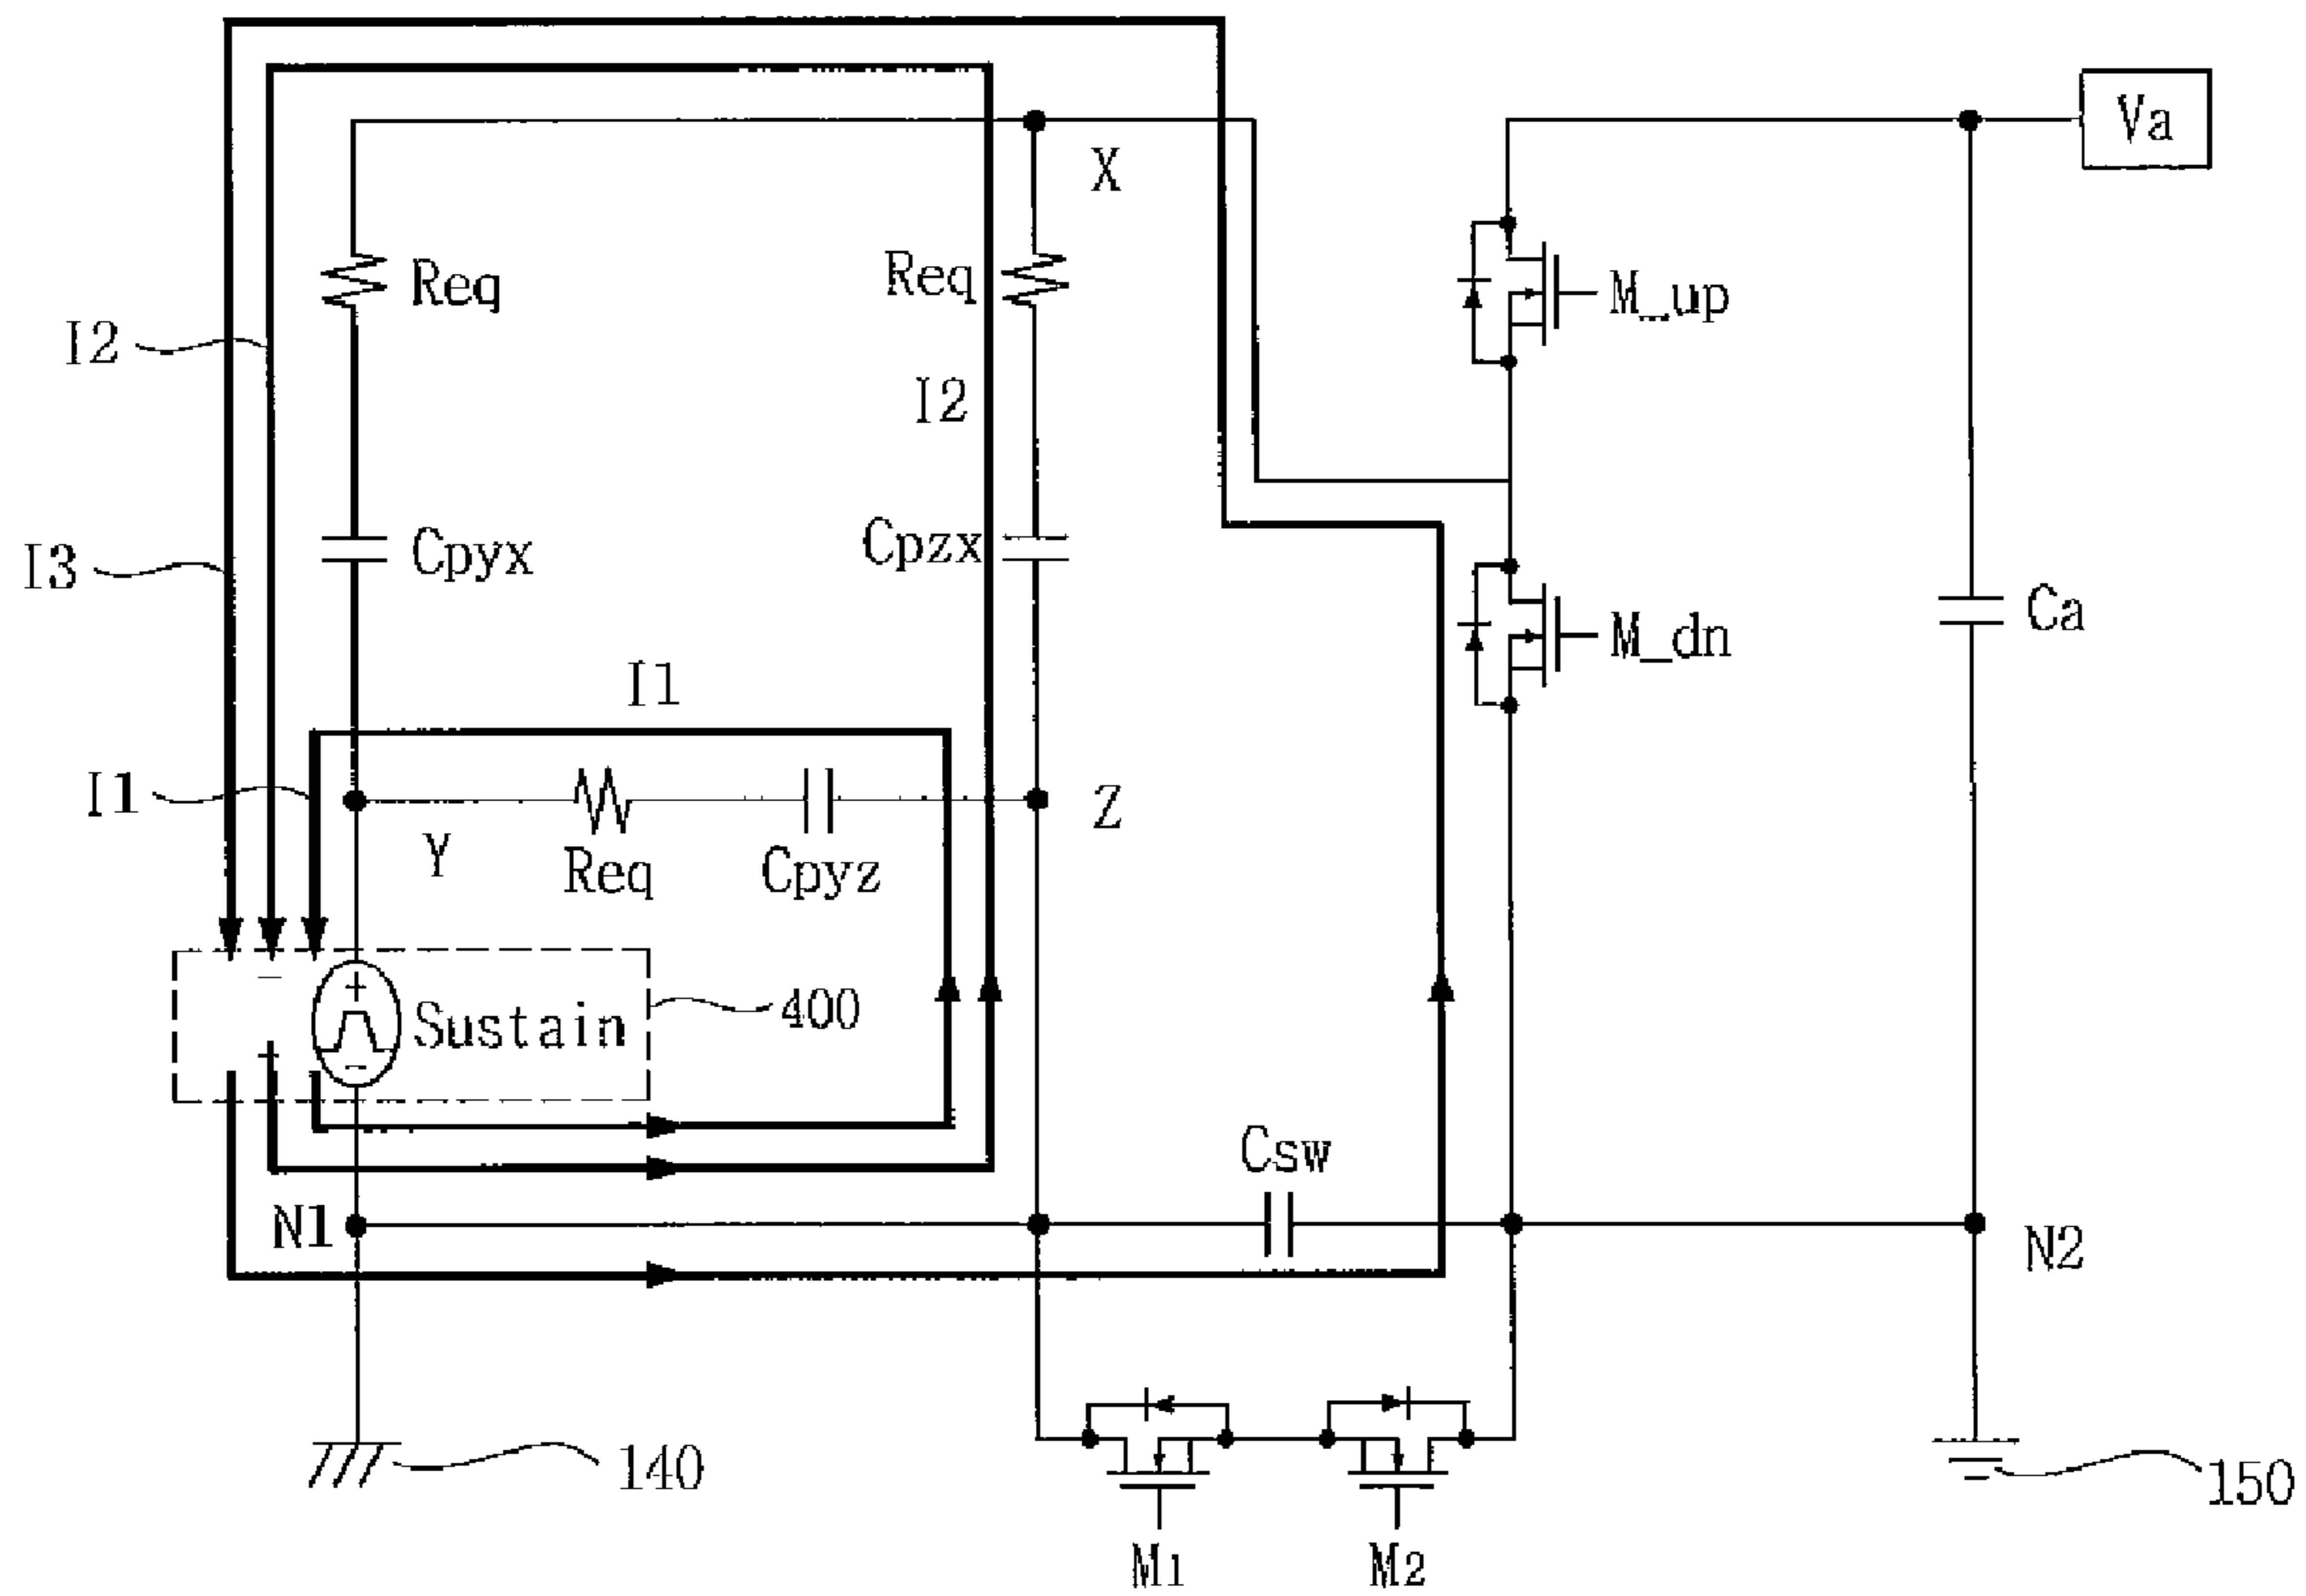 Va
X
Req
Req
M_up
I2
I2
Cpyx
Cpzx
I3
Ca
M_dn
I1
I1
Z
Y
Req
Cpyz
−
+
Sustain
−
+
400
Csw
N1
N2
140
150
M1
M2